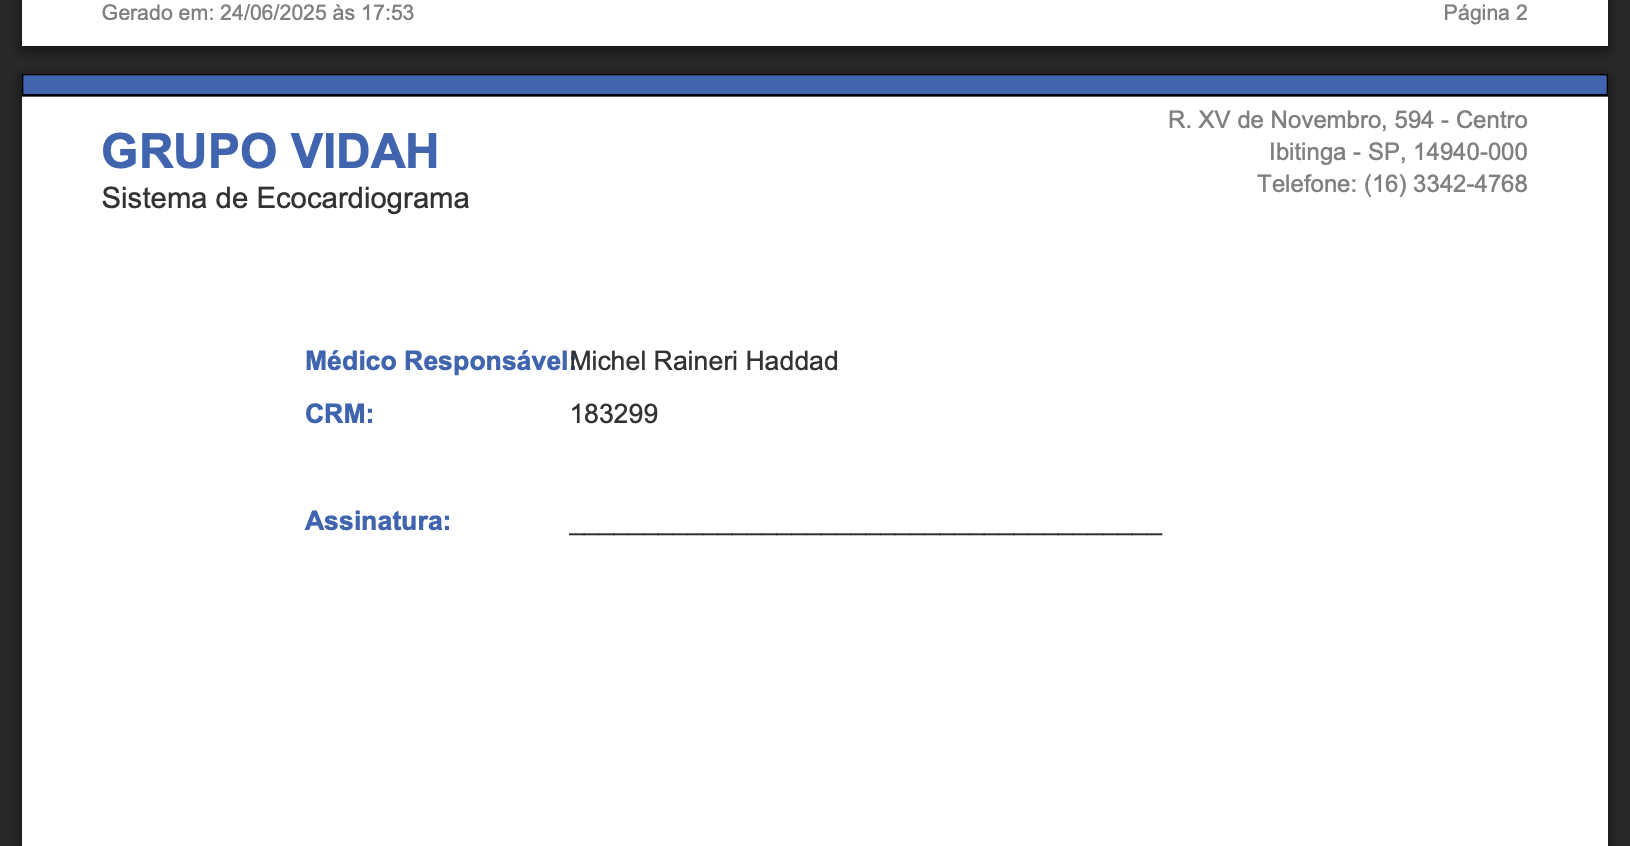 Gerado em: 24/06/2025 às 17:53
Página 2
GRUPO VIDAH
Sistema de Ecocardiograma
R. XV de Novembro, 594 - Centro
Ibitinga - SP, 14940-000
Telefone: (16) 3342-4768
Médico Responsável: Michel Raineri Haddad
CRM: 183299
Assinatura: ________________________________________